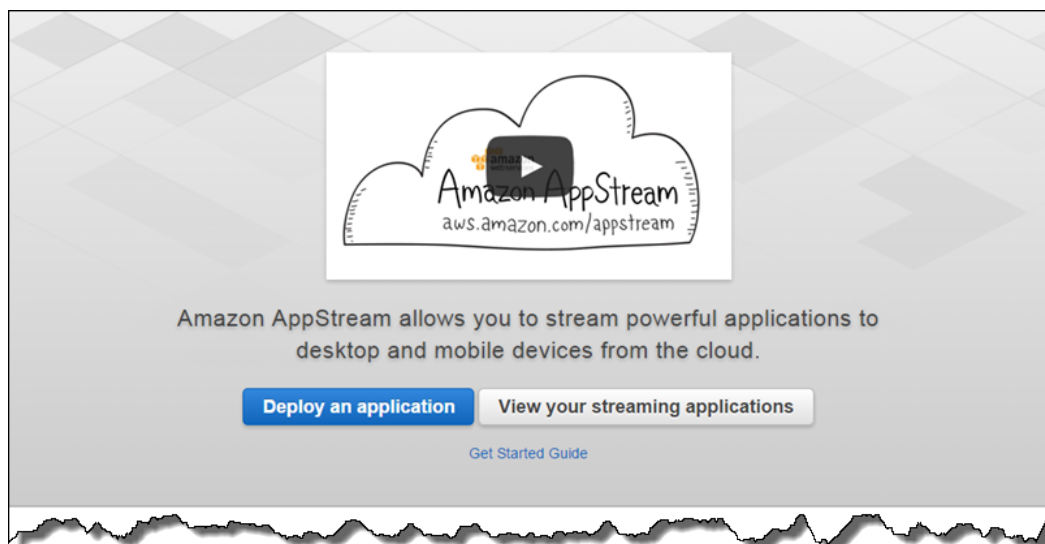 amazon
Amazon AppStream
aws.amazon.com/appstream
Amazon AppStream allows you to stream powerful applications to
desktop and mobile devices from the cloud.
Deploy an application
View your streaming applications
Get Started Guide